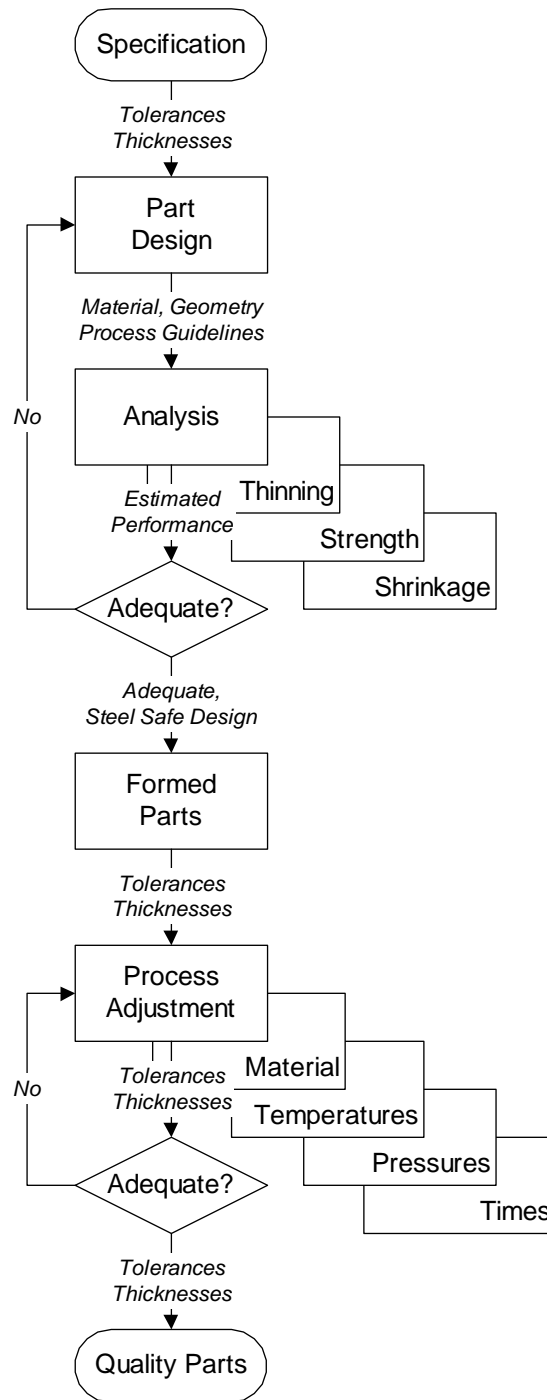 Specification
Tolerances
Thicknesses
Part
Design
Material, Geometry
Process Guidelines
No
Analysis
Thinning
Estimated
Performance
Strength
Shrinkage
Adequate?
Adequate,
Steel Safe Design
Formed
Parts
Tolerances
Thicknesses
Process
Adjustment
No
Material
Tolerances
Thicknesses
Temperatures
Pressures
Adequate?
Times
Tolerances
Thicknesses
Quality Parts